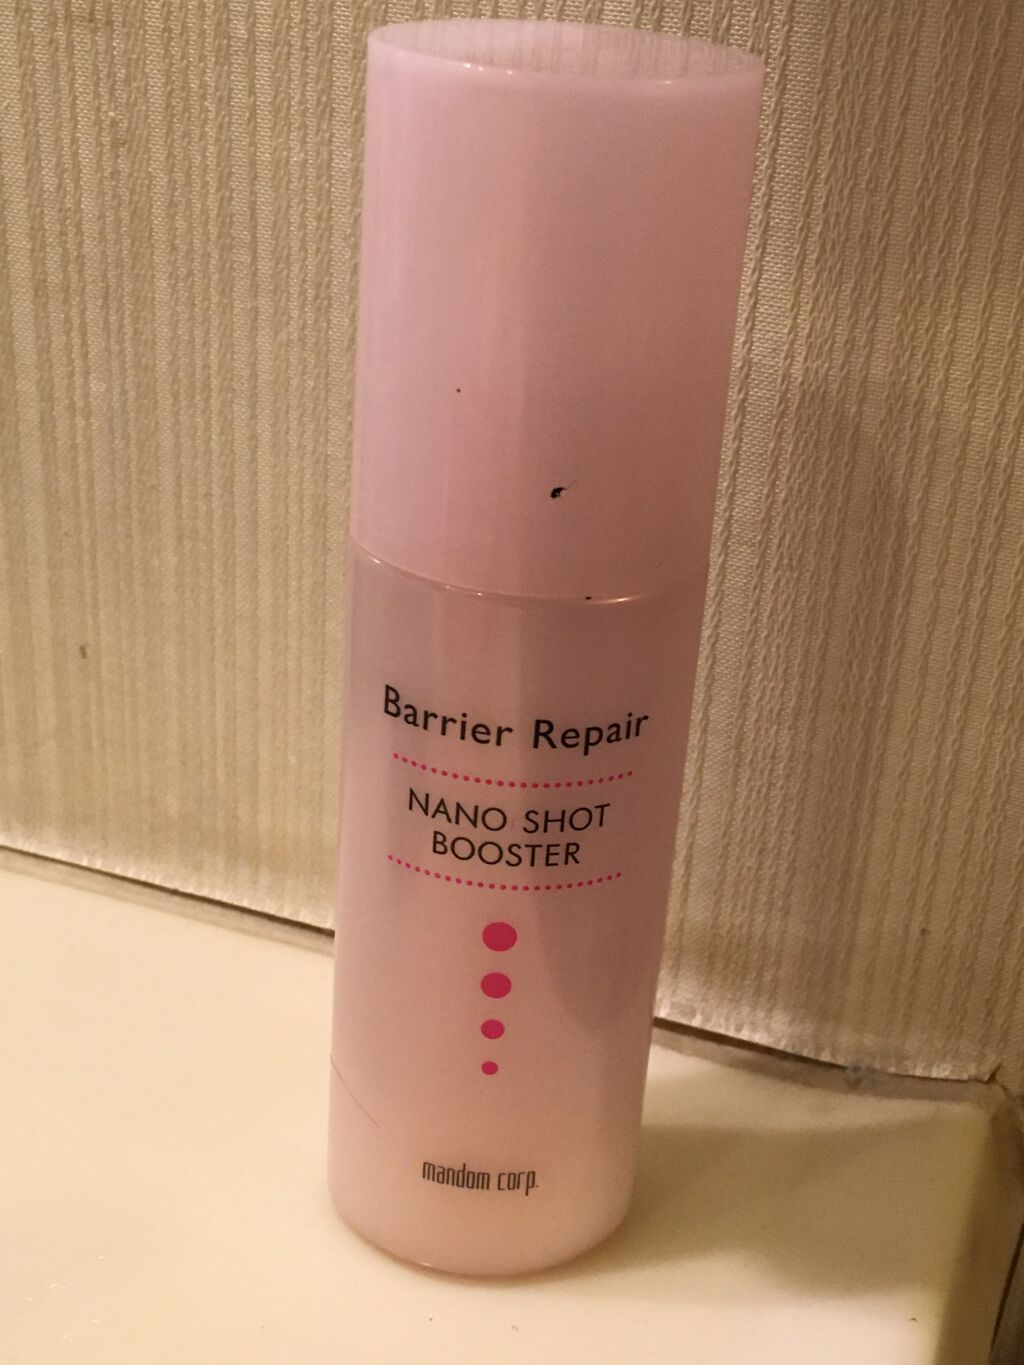 Barrier Repair
NANO SHOT
BOOSTER
mandom corp.